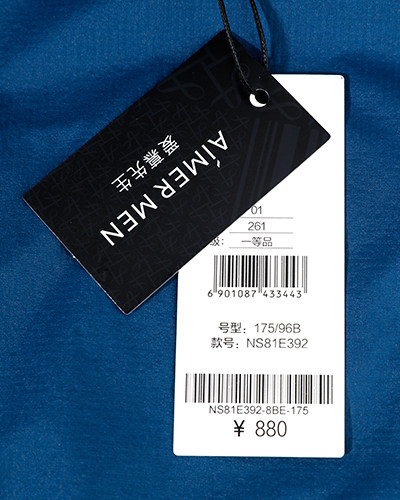 AIMER MEN
爱慕先生
01
261
级: 一等品
6 901087 433443
号型: 175/96B
款号: NS81E392
NS81E392-8BE-175
¥ 880